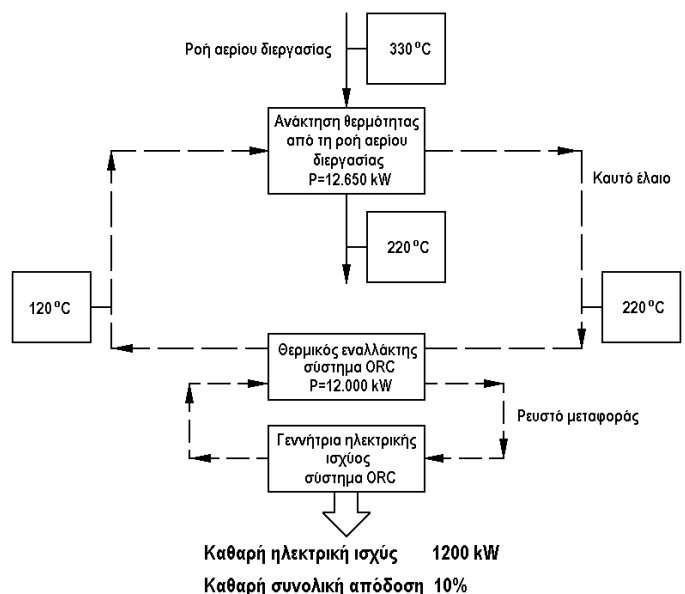 Ροή αερίου διεργασίας
330 °C
Ανάκτηση θερμότητας
από τη ροή αερίου
διεργασίας
P=12.650 kW
Καυτό έλαιο
220 °C
120 °C
220 °C
Θερμικός εναλλάκτης
σύστημα ORC
P=12.000 kW
Ρευστό μεταφοράς
Γεννήτρια ηλεκτρικής
ισχύος
σύστημα ORC
Καθαρή ηλεκτρική ισχύς 1200 kW
Καθαρή συνολική απόδοση 10%